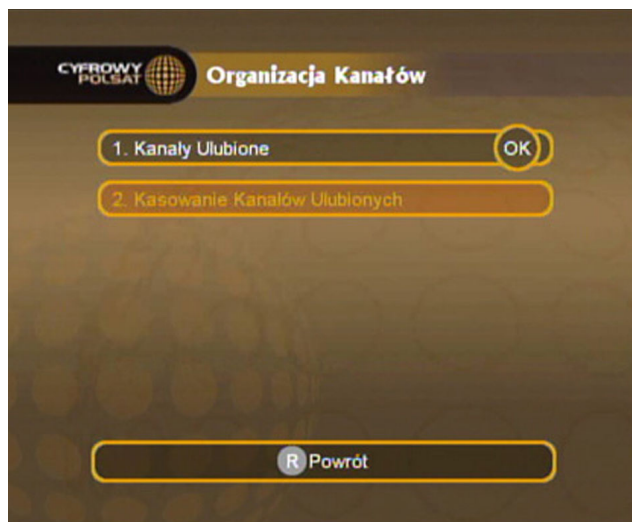 CYFROWY
POLSAT
Organizacja Kanałów
1. Kanały Ulubione OK
2. Kasowanie Kanałów Ulubionych
R Powrót